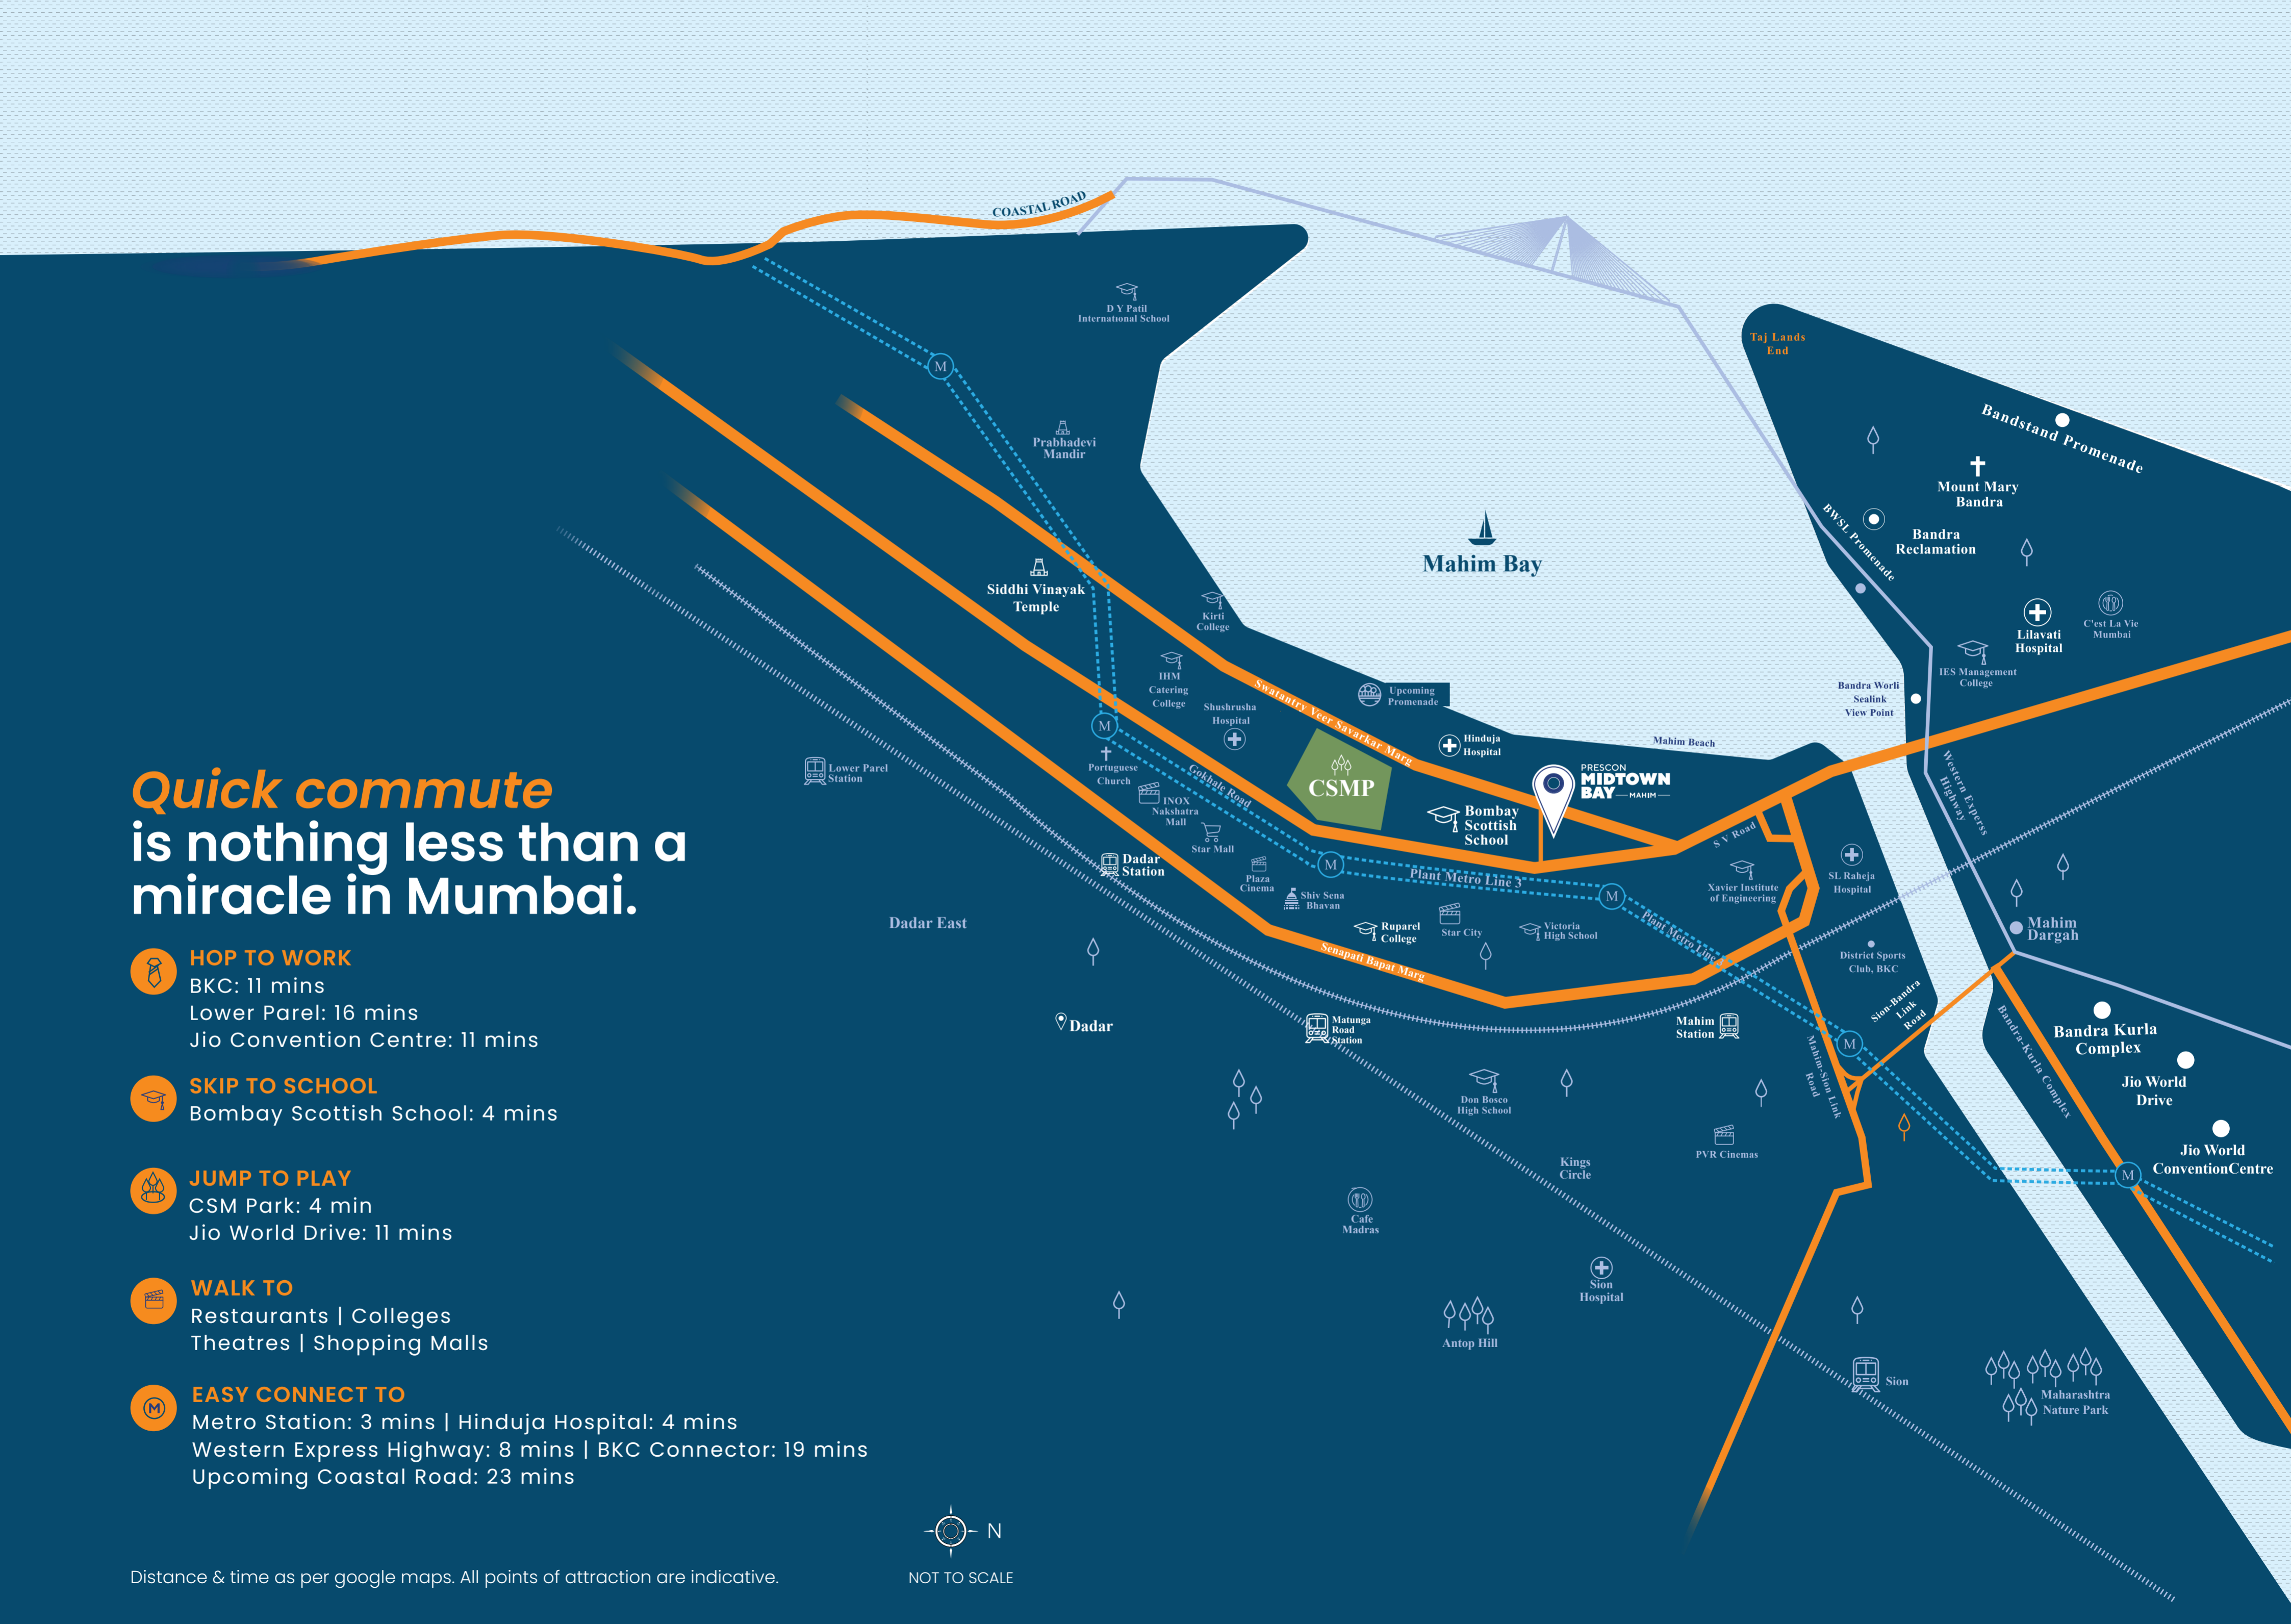 COASTAL ROAD
D Y Patil
International School
M
Taj Lands
End
Bandstand Promenade
Prabhadevi
Mandir
Mount Mary
Bandra
BWSL Promenade
Bandra
Reclamation
Mahim Bay
Siddhi Vinayak
Temple
Kirti
College
Lilavati
Hospital
C'est La Vie
Mumbai
IES Management
College
IHM
Catering
College
Shushrusha
Hospital
Swatantry Veer Savarkar Marg
Upcoming
Promenade
Bandra Worli
Sealink
View Point
Hinduja
Hospital
Mahim Beach
M
Portuguese
Church
Lower Parel
Station
Gokhale Road
CSMP
PRESCON
MIDTOWN
BAY — MAHIM —
Western Experss
Highway
INOX
Nakshatra
Mall
Star Mall
Bombay
Scottish
School
S V Road
Dadar
Station
Plaza
Cinema
M
Plant Metro Line 3
M
Xavier Institute
of Engineering
SL Raheja
Hospital
Shiv Sena
Bhavan
Dadar East
Ruparel
College
Star City
Victoria
High School
Plant Metro Line
Mahim
Dargah
Senapati Bapat Marg
District Sports
Club, BKC
Dadar
Matunga
Road
Station
Mahim
Station
Sion-Bandra
Link
Road
M
Mahim-Sion Link
Road
Bandra-Kurla Complex
Bandra Kurla
Complex
Jio World
Drive
Don Bosco
High School
PVR Cinemas
Jio World
ConventionCentre
M
Kings
Circle
Cafe
Madras
Sion
Hospital
Antop Hill
Sion
Maharashtra
Nature Park
Quick commute
is nothing less than a
miracle in Mumbai.
HOP TO WORK
BKC: 11 mins
Lower Parel: 16 mins
Jio Convention Centre: 11 mins
SKIP TO SCHOOL
Bombay Scottish School: 4 mins
JUMP TO PLAY
CSM Park: 4 min
Jio World Drive: 11 mins
WALK TO
Restaurants | Colleges
Theatres | Shopping Malls
M
EASY CONNECT TO
Metro Station: 3 mins | Hinduja Hospital: 4 mins
Western Express Highway: 8 mins | BKC Connector: 19 mins
Upcoming Coastal Road: 23 mins
N
NOT TO SCALE
Distance & time as per google maps. All points of attraction are indicative.